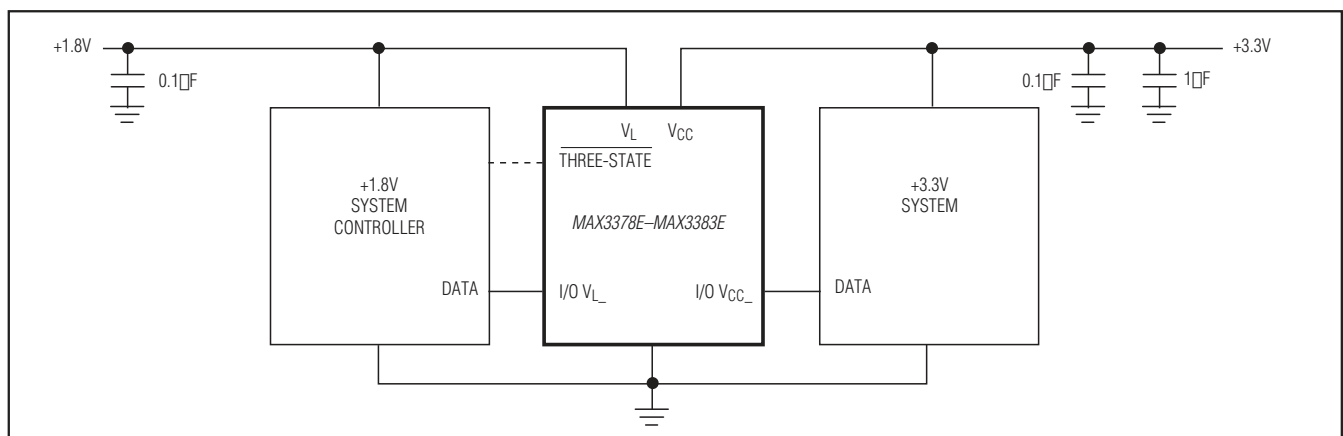 +1.8V
0.1▯F
+3.3V
0.1▯F
1▯F
V_L
V_CC
THREE-STATE
+1.8V
SYSTEM
CONTROLLER
DATA
MAX3378E–MAX3383E
I/O V_L_
I/O V_CC_
+3.3V
SYSTEM
DATA